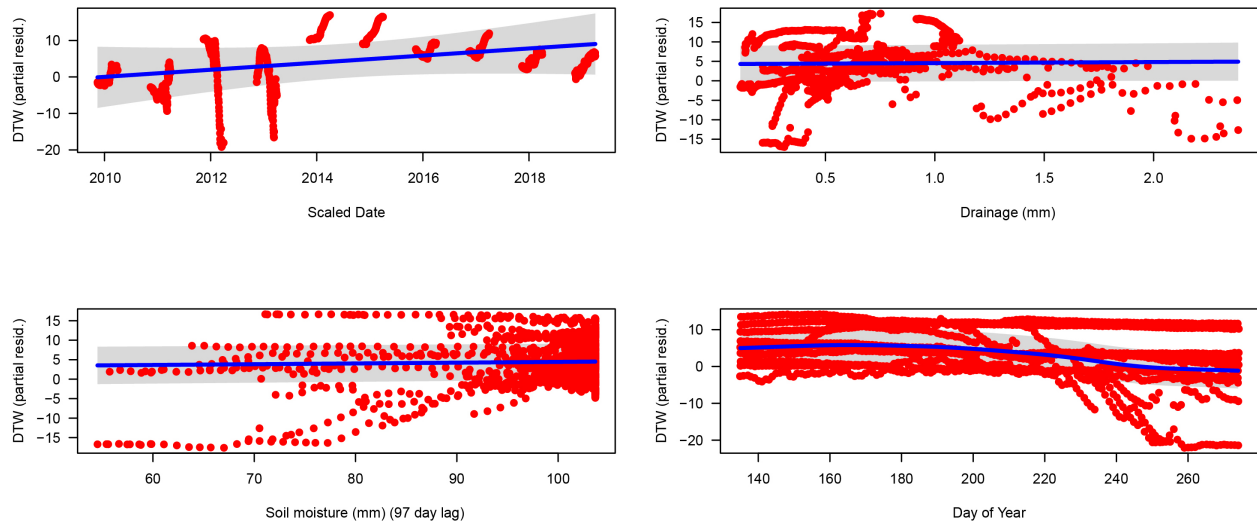 DTW (partial resid.)
10
0
−10
−20
2010 2012 2014 2016 2018
Scaled Date
DTW (partial resid.)
15
10
5
0
−5
−15
0.5 1.0 1.5 2.0
Drainage (mm)
DTW (partial resid.)
15
10
5
0
−5
−15
60 70 80 90 100
Soil moisture (mm) (97 day lag)
DTW (partial resid.)
10
0
−10
−20
140 160 180 200 220 240 260
Day of Year